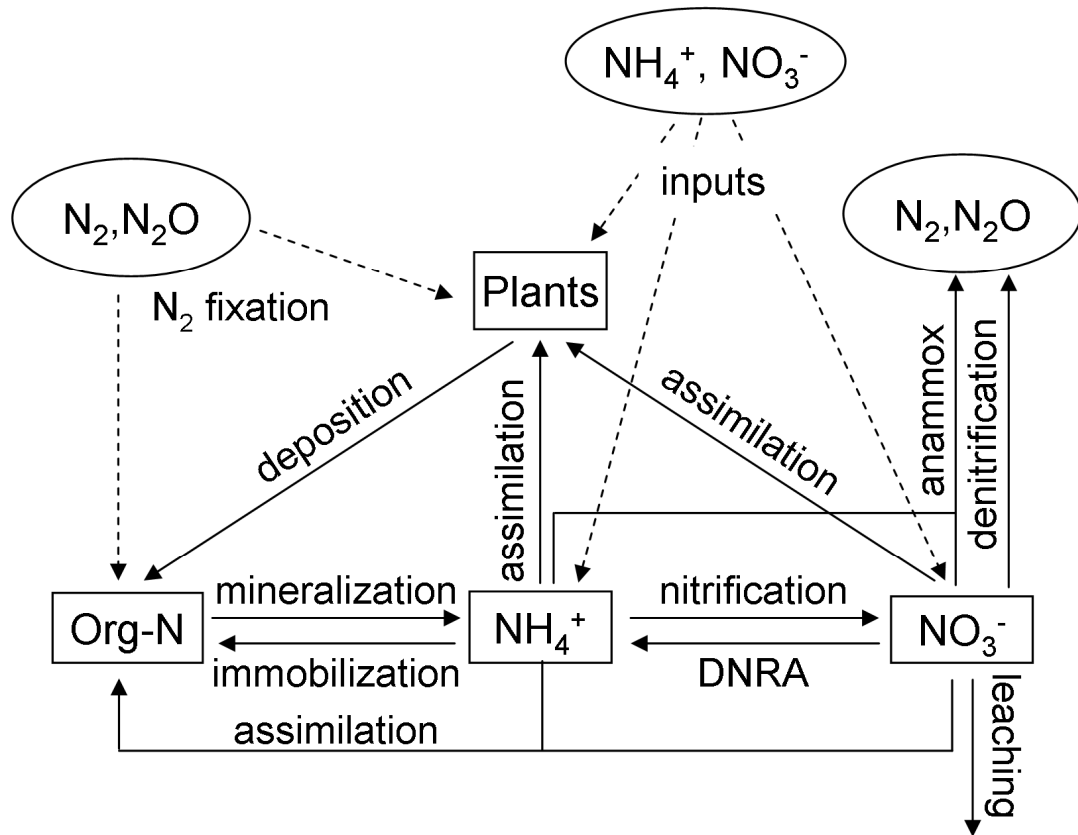 NH₄⁺, NO₃⁻
inputs
N₂,N₂O
N₂,N₂O
N₂ fixation
Plants
deposition
assimilation
assimilation
anammox
denitrification
Org-N
mineralization
immobilization
NH₄⁺
nitrification
DNRA
NO₃⁻
assimilation
leaching